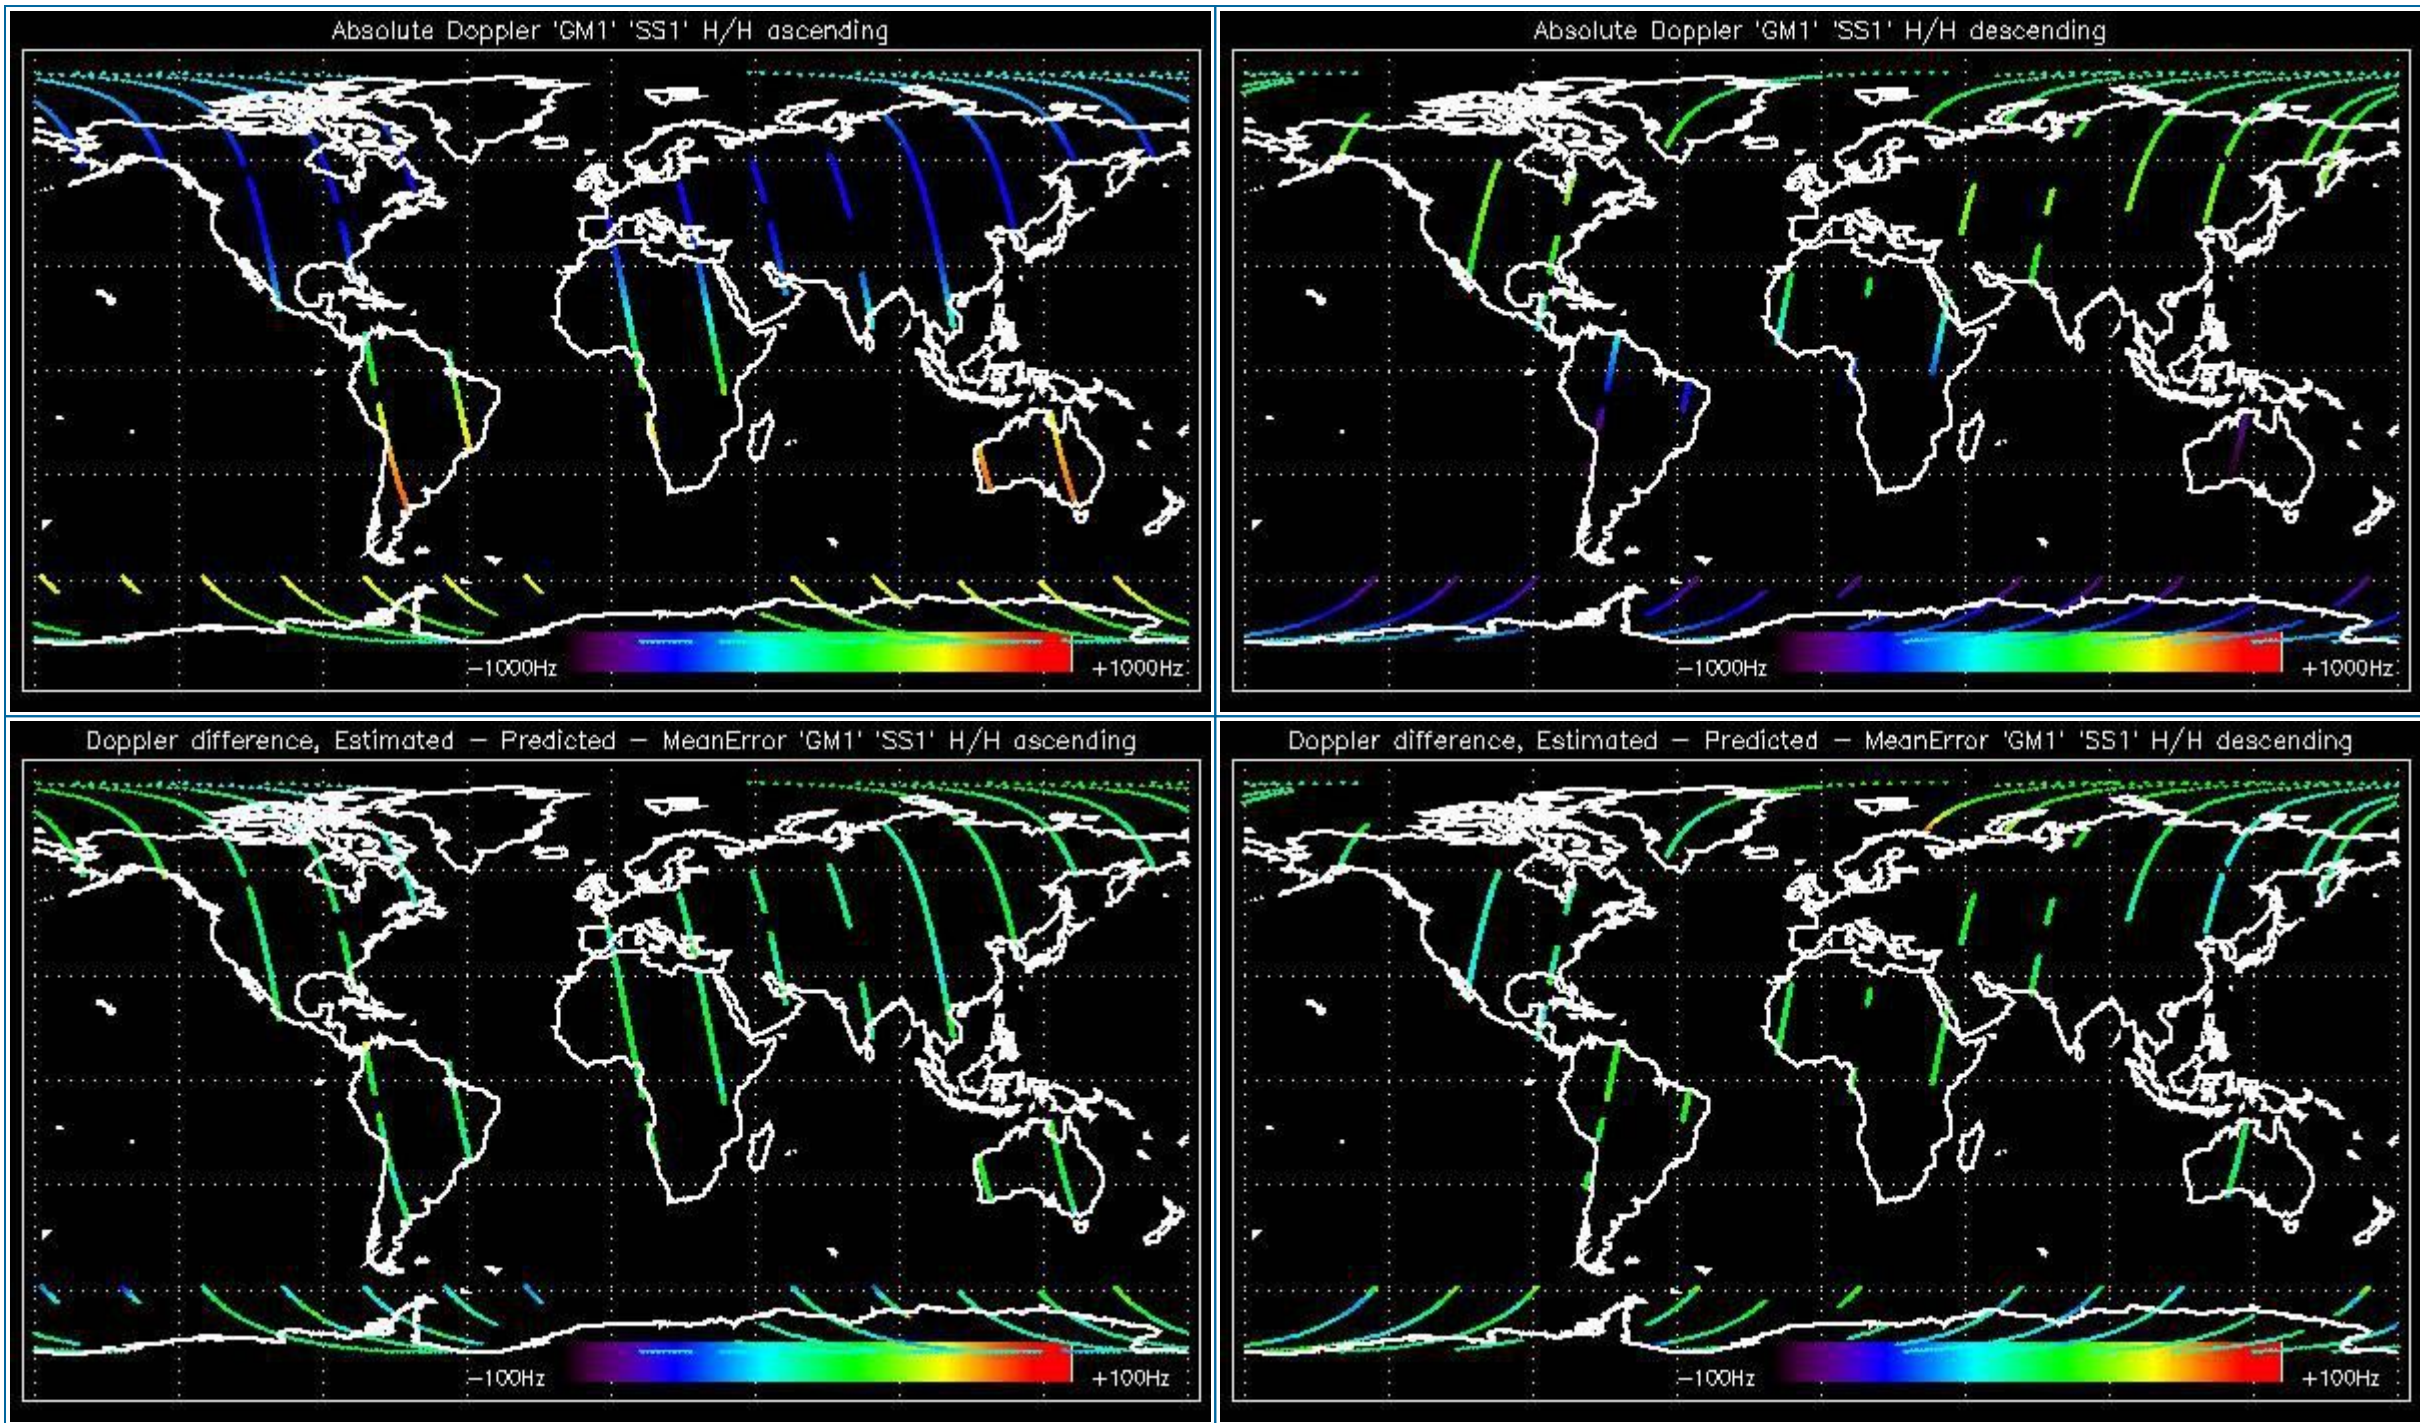 Absolute Doppler 'GM1' 'SS1' H/H ascending
−1000Hz
+1000Hz
Absolute Doppler 'GM1' 'SS1' H/H descending
−1000Hz
+1000Hz
Doppler difference, Estimated − Predicted − MeanError 'GM1' 'SS1' H/H ascending
−100Hz
+100Hz
Doppler difference, Estimated − Predicted − MeanError 'GM1' 'SS1' H/H descending
−100Hz
+100Hz